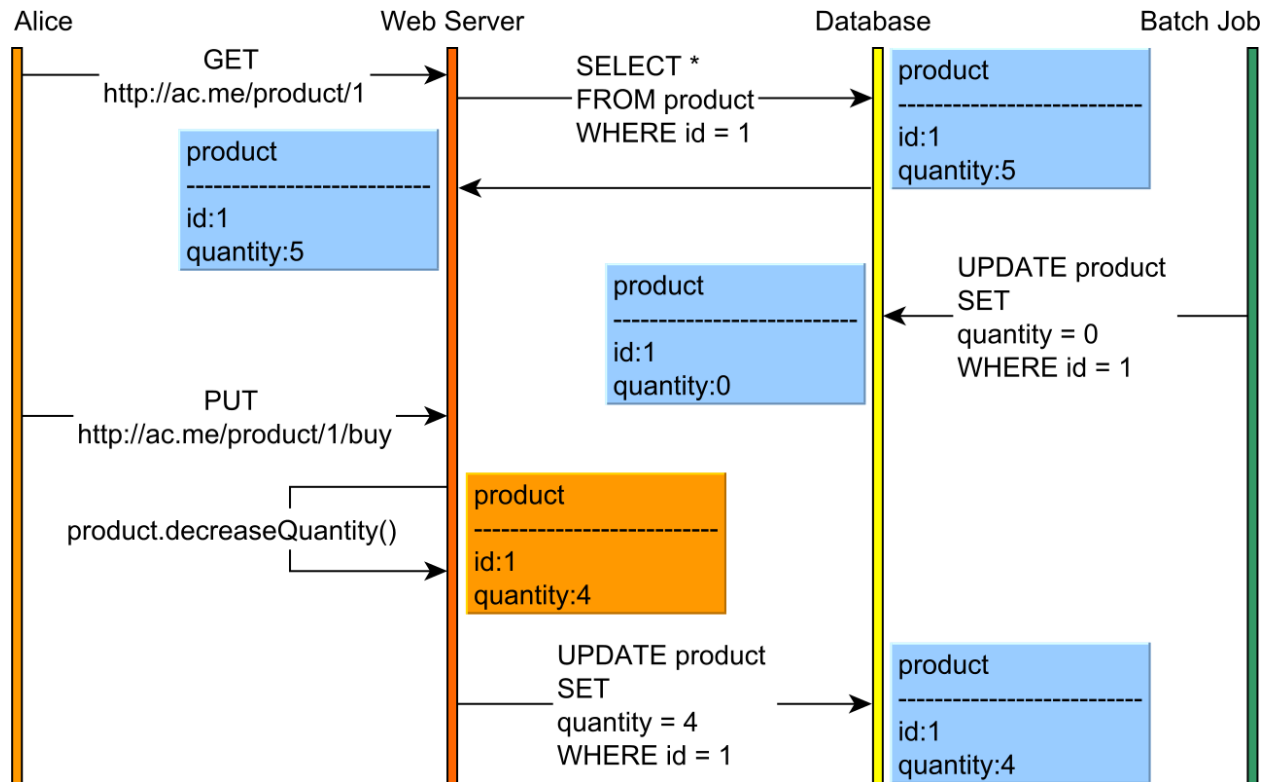 Alice
Web Server
Database
Batch Job
GET
http://ac.me/product/1
SELECT *
FROM product
WHERE id = 1
product
---------------------------
id:1
quantity:5
product
---------------------------
id:1
quantity:5
UPDATE product
SET
quantity = 0
WHERE id = 1
product
---------------------------
id:1
quantity:0
PUT
http://ac.me/product/1/buy
product.decreaseQuantity()
product
---------------------------
id:1
quantity:4
UPDATE product
SET
quantity = 4
WHERE id = 1
product
---------------------------
id:1
quantity:4